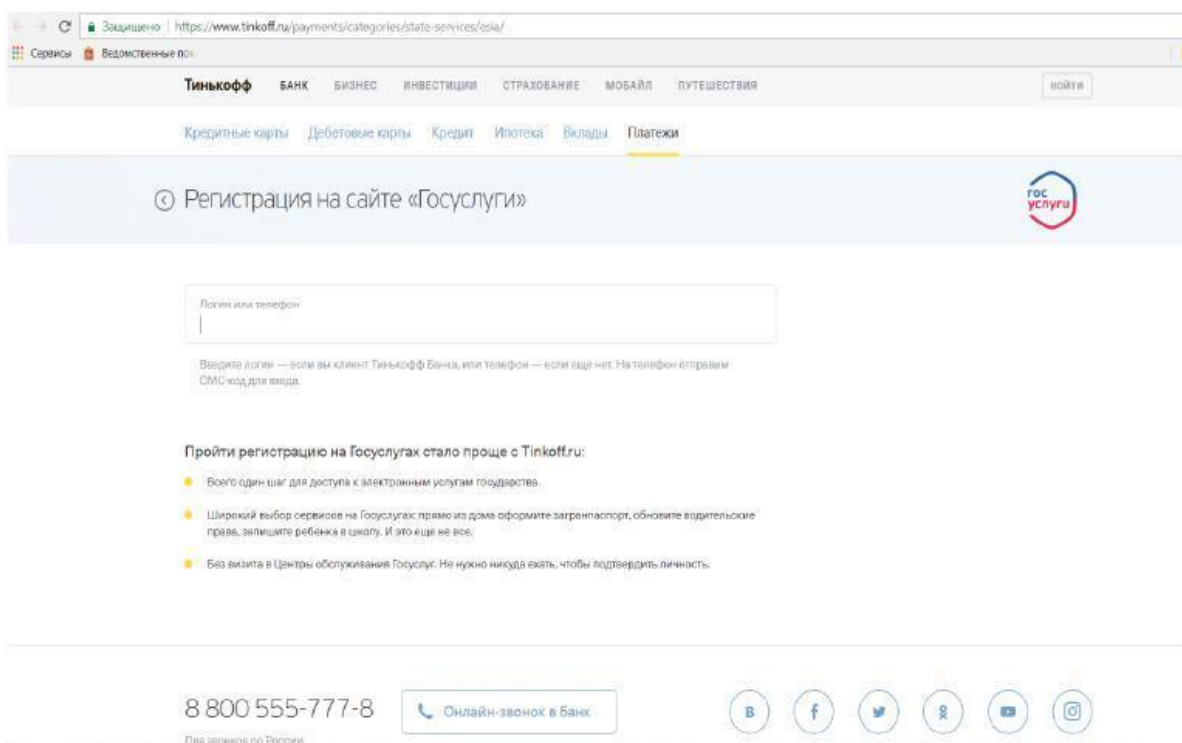 Защищено https://www.tinkoff.ru/payments/categories/state-services/esia/
Сервисы Ведомственные
Тинькофф БАНК БИЗНЕС ИНВЕСТИЦИИ СТРАХОВАНИЕ МОБАЙЛ ПУТЕШЕСТВИЯ ВОЙТИ
Кредитные карты Дебетовые карты Кредит Ипотека Вклады Платежи
Регистрация на сайте «Госуслуги»
гос
услуги
Логин или телефон
Введите логин — если вы клиент Тинькофф Банка, или телефон — если еще нет. На телефон отправим
СМС-код для входа.
Пройти регистрацию на Госуслугах стало проще с Tinkoff.ru:
Всего один шаг для доступа к электронным услугам государства.
Широкий выбор сервисов на Госуслугах: прямо из дома оформите загранпаспорт, обновите водительские
права, запишите ребенка в школу. И это еще не все.
Без визита в Центры обслуживания Госуслуг. Не нужно никуда ехать, чтобы подтвердить личность.
8 800 555-777-8 Онлайн-звонок в Банк
Для звонков по России